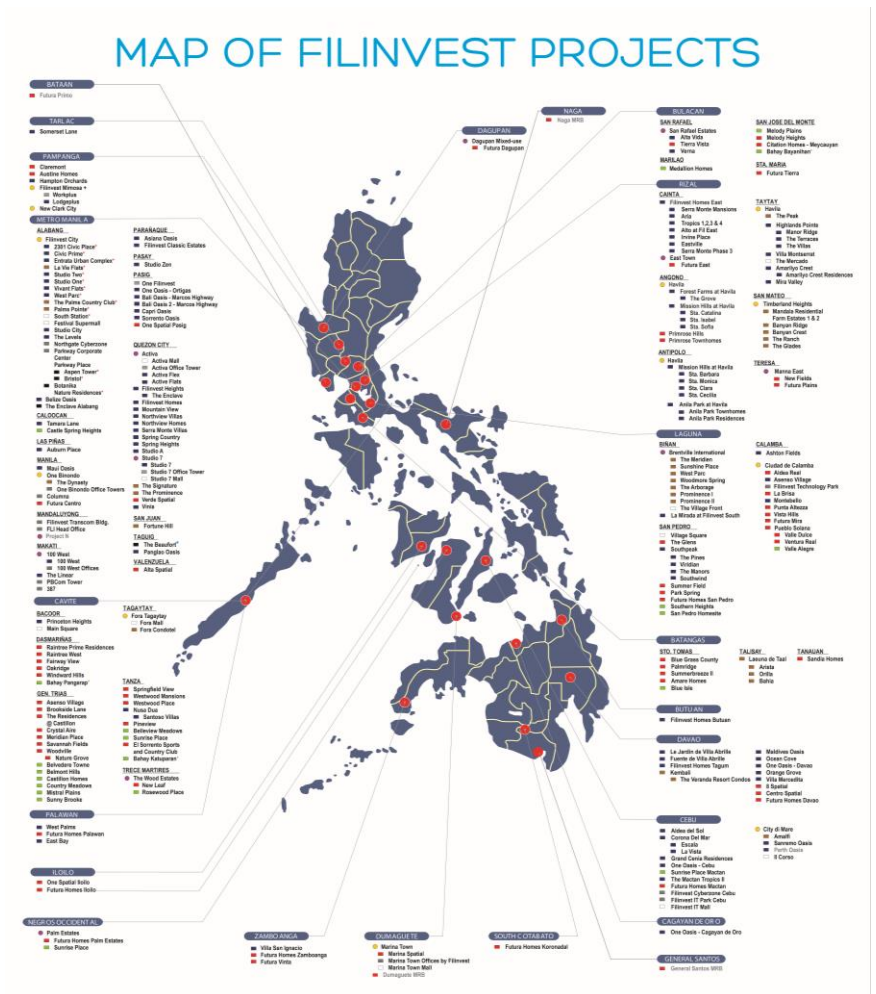 MAP OF FILINVEST PROJECTS
BATAAN
Futura Primo
TARLAC
Somerset Lane
PAMPANGA
Claremont
Austine Homes
Hampton Orchards
Filinvest Mimosa +
Workplus
Lodgeplus
New Clark City
METRO MANILA
ALABANG
Filinvest City
2301 Civic Place*
Civic Prime*
Entrata Urban Complex*
La Vie Flats*
Studio Two*
Studio One*
Vivant Flats*
West Parc*
The Palms Country Club*
Palms Pointe*
South Station*
Festival Supermall
Studio City
The Levels
Northgate Cyberzone
Parkway Corporate
Center
Parkway Place
Aspen Tower*
Bristol*
Botanika
Nature Residences*
Belize Oasis
The Enclave Alabang
CALOOCAN
Tamara Lane
Castle Spring Heights
LAS PIÑAS
Auburn Place
MANILA
Maui Oasis
One Binondo
The Dynasty
One Binondo Office Towers
Columna
Futura Centro
MANDALUYONG
Filinvest Transcom Bldg.
FLI Head Office
Project N
MAKATI
100 West
100 West
100 West Offices
The Linear
PBCom Tower
387
PARAÑAQUE
Asiana Oasis
Filinvest Classic Estates
PASAY
Studio Zen
PASIG
One Filinvest
One Oasis - Ortigas
Bali Oasis - Marcos Highway
Bali Oasis 2 - Marcos Highway
Capri Oasis
Sorrento Oasis
One Spatial Pasig
QUEZON CITY
Activa
Activa Mall
Activa Office Tower
Activa Flex
Activa Flats
Filinvest Heights
The Enclave
Filinvest Homes
Mountain View
Northview Villas
Northview Homes
Serra Monte Villas
Spring Country
Spring Heights
Studio A
Studio 7
Studio 7
Studio 7 Office Tower
Studio 7 Mall
The Signature
The Prominence
Verde Spatial
Vinia
SAN JUAN
Fortune Hill
TAGUIG
The Beaufort*
Panglao Oasis
VALENZUELA
Alta Spatial
CAVITE
BACOOR
Princeton Heights
Main Square
DASMARIÑAS
Raintree Prime Residences
Raintree West
Fairway View
Oakridge
Windward Hills
Bahay Pangarap*
GEN. TRIAS
Asenso Village
Brookside Lane
The Residences
@ Castillon
Crystal Aire
Meridian Place
Savannah Fields
Woodville
Nature Grove
Belvedere Towne
Belmont Hills
Castillon Homes
Country Meadows
Mistral Plains
Sunny Brooke
TAGAYTAY
Fora Tagaytay
Fora Mall
Fora Condotel
TANZA
Springfield View
Westwood Mansions
Westwood Place
Nusa Dua
Santoso Villas
Pineview
Belleview Meadows
Sunrise Place
El Sorrento Sports
and Country Club
Bahay Katuparan*
TRECE MARTIRES
The Wood Estates
New Leaf
Rosewood Place
PALAWAN
West Palms
Futura Homes Palawan
East Bay
ILOILO
One Spatial Iloilo
Futura Homes Iloilo
NEGROS OCCIDENTAL
Palm Estates
Futura Homes Palm Estates
Sunrise Place
ZAMBOANGA
Villa San Ignacio
Futura Homes Zamboanga
Futura Vinta
DUMAGUETE
Marina Town
Marina Spatial
Marina Town Offices by Filinvest
Marina Town Mall
Dumaguete MRB
SOUTH COTABATO
Futura Homes Koronadal
DAGUPAN
Dagupan Mixed-use
Futura Dagupan
NAGA
Naga MRB
BULACAN
SAN RAFAEL
San Rafael Estates
Alta Vida
Tierra Vista
Verna
MARILAO
Medallion Homes
SAN JOSE DEL MONTE
Melody Plains
Melody Heights
Citation Homes - Meycauyan
Bahay Bayanihan*
STA. MARIA
Futura Tierra
RIZAL
CAINTA
Filinvest Homes East
Serra Monte Mansions
Aria
Tropics 1,2,3 & 4
Alto at Fil East
Irvine Place
Eastville
Serra Monte Phase 3
East Town
Futura East
ANGONO
Havila
Forest Farms at Havila
The Grove
Mission Hills at Havila
Sta. Catalina
Sta. Isabel
Sta. Sofia
Primrose Hills
Primrose Townhomes
ANTIPOLO
Havila
Mission Hills at Havila
Sta. Barbara
Sta. Monica
Sta. Clara
Sta. Cecilia
Anila Park at Havila
Anila Park Townhomes
Anila Park Residences
TAYTAY
Havila
The Peak
Highlands Pointe
Manor Ridge
The Terraces
The Villas
Villa Montserrat
The Mercado
Amarilyo Crest
Amarilyo Crest Residences
Mira Valley
SAN MATEO
Timberland Heights
Mandala Residential
Farm Estates 1 & 2
Banyan Ridge
Banyan Crest
The Ranch
The Glades
TERESA
Manna East
New Fields
Futura Plains
LAGUNA
BIÑAN
Brentville International
The Meridian
Sunshine Place
West Parc
Woodmore Spring
The Arborage
Prominence I
Prominence II
The Village Front
La Mirada at Filinvest South
SAN PEDRO
Village Square
The Glens
Southpeak
The Pines
Viridian
The Manors
Southwind
Summer Field
Park Spring
Futura Homes San Pedro
Southern Heights
San Pedro Homesite
CALAMBA
Ashton Fields
Ciudad de Calamba
Aldea Real
Asenso Village
Filinvest Technology Park
La Brisa
Montebello
Punta Altezza
Vista Hills
Futura Mira
Pueblo Solana
Valle Dulce
Ventura Real
Valle Alegre
BATANGAS
STO. TOMAS
Blue Grass County
Palmridge
Summerbreeze II
Amare Homes
Blue Isle
TALISAY
Laeuna de Taal
Arista
Orilla
Bahia
TANAUAN
Sandia Homes
BUTUAN
Filinvest Homes Butuan
DAVAO
Le Jardin de Villa Abrille
Fuente de Villa Abrille
Filinvest Homes Tagum
Kembali
The Veranda Resort Condos
Maldives Oasis
Ocean Cove
One Oasis - Davao
Orange Grove
Villa Mercedita
8 Spatial
Centro Spatial
Futura Homes Davao
CEBU
Aldea del Sol
Corona Del Mar
Escala
La Vista
Grand Cenia Residences
One Oasis - Cebu
Sunrise Place Mactan
The Mactan Tropics II
Futura Homes Mactan
Filinvest Cyberzone Cebu
Filinvest IT Park Cebu
Filinvest IT Mall
City di Mare
Amalfi
Sanremo Oasis
Perth Oasis
Il Corso
CAGAYAN DE ORO
One Oasis - Cagayan de Oro
GENERAL SANTOS
General Santos MRB